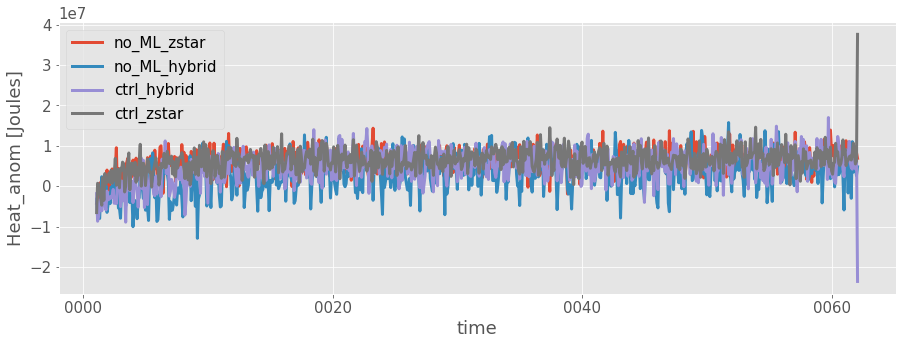 1e7
4
3
2
1
0
−1
−2
Heat_anom [Joules]
no_ML_zstar
no_ML_hybrid
ctrl_hybrid
ctrl_zstar
0000
0020
0040
0060
time